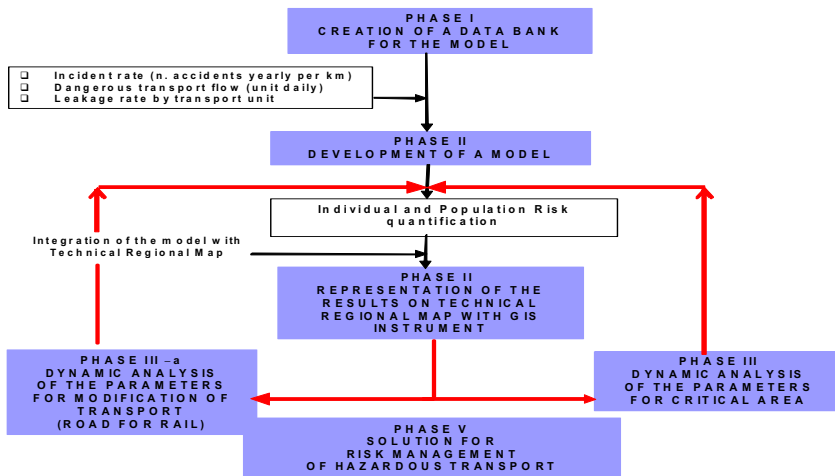 PHASE I
CREATION OF A DATA BANK
FOR THE MODEL
❑ Incident rate (n. accidents yearly per km)
❑ Dangerous transport flow (unit daily)
❑ Leakage rate by transport unit
PHASE II
DEVELOPMENT OF A MODEL
Individual and Population Risk
quantification
Integration of the model with
Technical Regional Map
PHASE II
REPRESENTATION OF THE
RESULTS ON TECHNICAL
REGIONAL MAP WITH GIS
INSTRUMENT
PHASE III –a
DYNAMIC ANALYSIS
OF THE PARAMETERS
FOR MODIFICATION OF
TRANSPORT
(ROAD FOR RAIL)
PHASE III
DYNAMIC ANALYSIS
OF THE PARAMETERS
FOR CRITICAL AREA
PHASE V
SOLUTION FOR
RISK MANAGEMENT
OF HAZARDOUS TRANSPORT